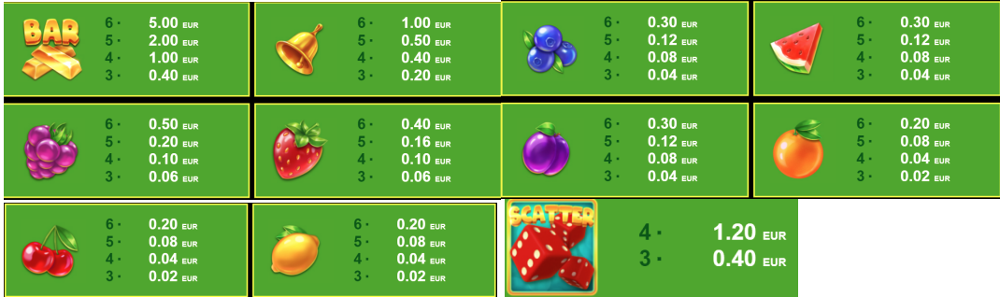 BAR
6· 5.00 EUR
5· 2.00 EUR
4· 1.00 EUR
3· 0.40 EUR
6· 1.00 EUR
5· 0.50 EUR
4· 0.40 EUR
3· 0.20 EUR
6· 0.30 EUR
5· 0.12 EUR
4· 0.08 EUR
3· 0.04 EUR
6· 0.30 EUR
5· 0.12 EUR
4· 0.08 EUR
3· 0.04 EUR
6· 0.50 EUR
5· 0.20 EUR
4· 0.10 EUR
3· 0.06 EUR
6· 0.40 EUR
5· 0.16 EUR
4· 0.10 EUR
3· 0.06 EUR
6· 0.30 EUR
5· 0.12 EUR
4· 0.08 EUR
3· 0.04 EUR
6· 0.20 EUR
5· 0.08 EUR
4· 0.04 EUR
3· 0.02 EUR
6· 0.20 EUR
5· 0.08 EUR
4· 0.04 EUR
3· 0.02 EUR
6· 0.20 EUR
5· 0.08 EUR
4· 0.04 EUR
3· 0.02 EUR
SCATTER
4· 1.20 EUR
3· 0.40 EUR